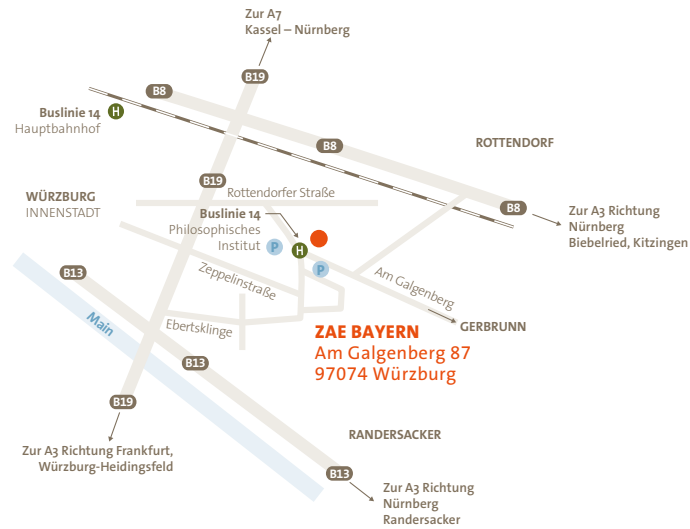 Zur A7
Kassel – Nürnberg
B19
B8
Buslinie 14
Hauptbahnhof
H
B8
ROTTENDORF
B19
Rottendorfer Straße
WÜRZBURG
INNENSTADT
B8
Zur A3 Richtung
Nürnberg
Biebelried, Kitzingen
Buslinie 14
Philosophisches
Institut
P
H
P
B13
Zeppelinstraße
Am Galgenberg
Main
Ebertsklinge
GERBRUNN
ZAE BAYERN
Am Galgenberg 87
97074 Würzburg
B13
B19
RANDERSACKER
Zur A3 Richtung Frankfurt,
Würzburg-Heidingsfeld
B13
Zur A3 Richtung
Nürnberg
Randersacker